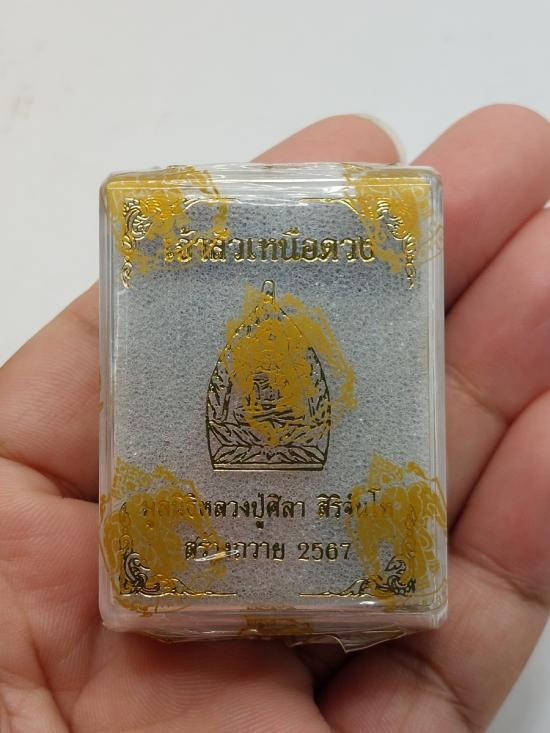 เจ้าสัวเหนือดวง
มูลนิธิหลวงปู่ศิลา สิริจันโท
สร้างถวาย 2567